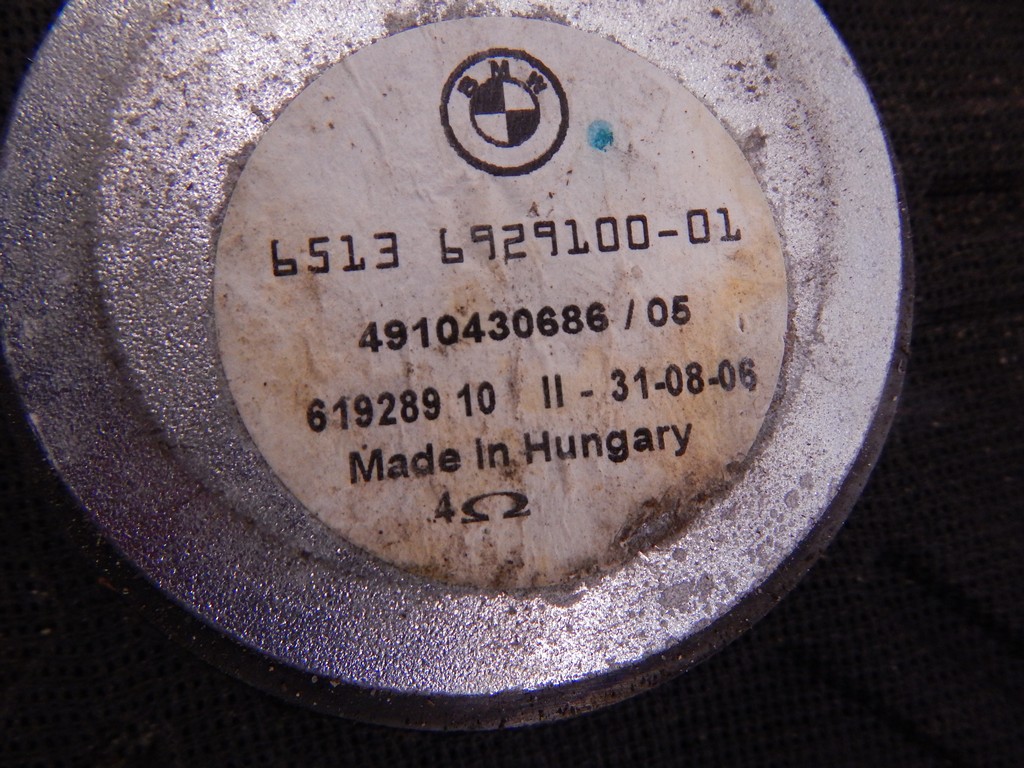 BMW
6513 6929100-01
4910430686 / 05
619289 10 II - 31-08-06
Made In Hungary
4Ω